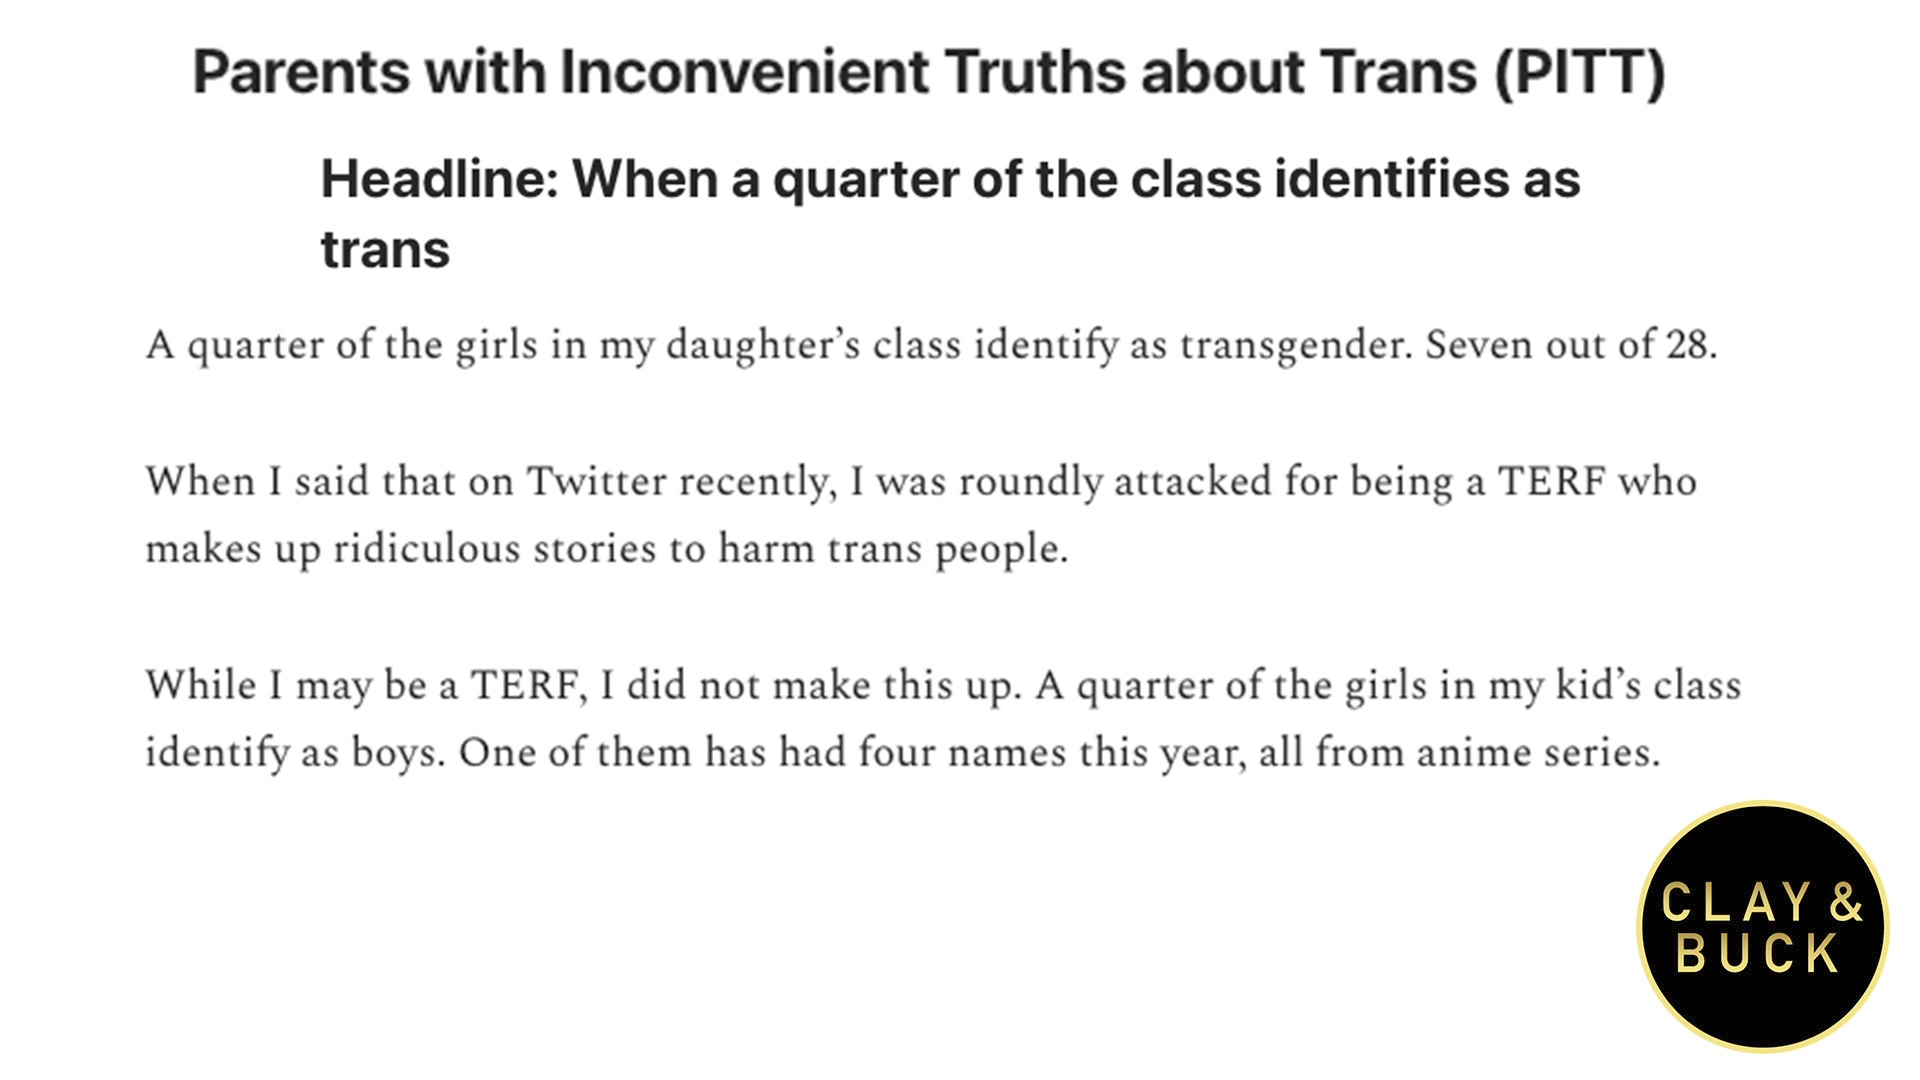 Parents with Inconvenient Truths about Trans (PITT)
Headline: When a quarter of the class identifies as
trans
A quarter of the girls in my daughter’s class identify as transgender. Seven out of 28.
When I said that on Twitter recently, I was roundly attacked for being a TERF who
makes up ridiculous stories to harm trans people.
While I may be a TERF, I did not make this up. A quarter of the girls in my kid’s class
identify as boys. One of them has had four names this year, all from anime series.
CLAY &
BUCK